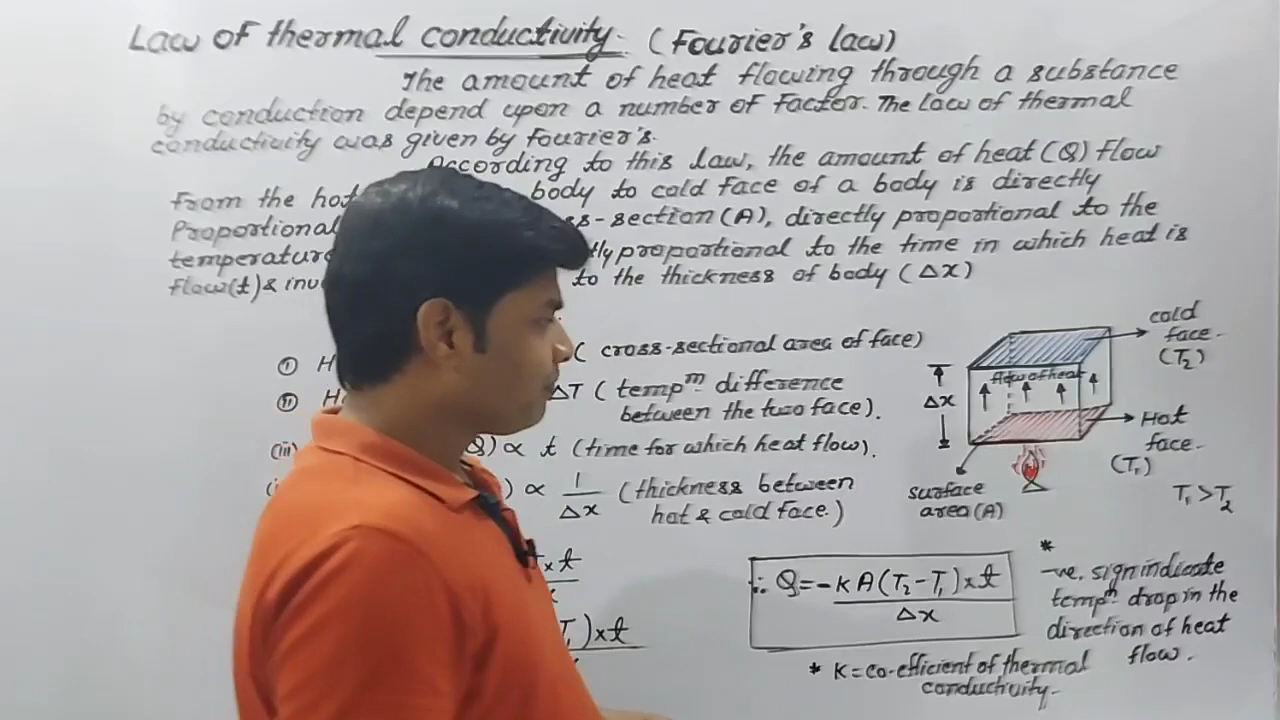 Law of thermal conductivity. (Fourier's law)
The amount of heat flowing through a substance
by conduction depend upon a number of Factor. The law of thermal
conductivity was given by Fourier's.
According to this law, the amount of heat (Q) flow
From the hot body to cold Face of a body is directly
Proportional ss-section (A), directly proportional to the
temperature tly proportional to the time in which heat is
flow(t) & inv to the thickness of body (Δx)
(i) H ( cross-sectional area of face)
(ii) H ΔT ( tempᵐ difference
between the two face).
(iii) Q) ∝ t (time for which heat flow).
) ∝ 1/Δx (thickness between
hot & cold face.)
× t
) × t
cold
face.
(T₂)
flow of heat
Δx
Hot
face.
(T₁)
surface
area (A)
T₁ > T₂
∴ Q = -KA(T₂-T₁)×t / Δx
*
-ve. sign indicate
tempᵐ drop in the
direction of heat
flow.
* K = co-efficient of thermal
conductivity.